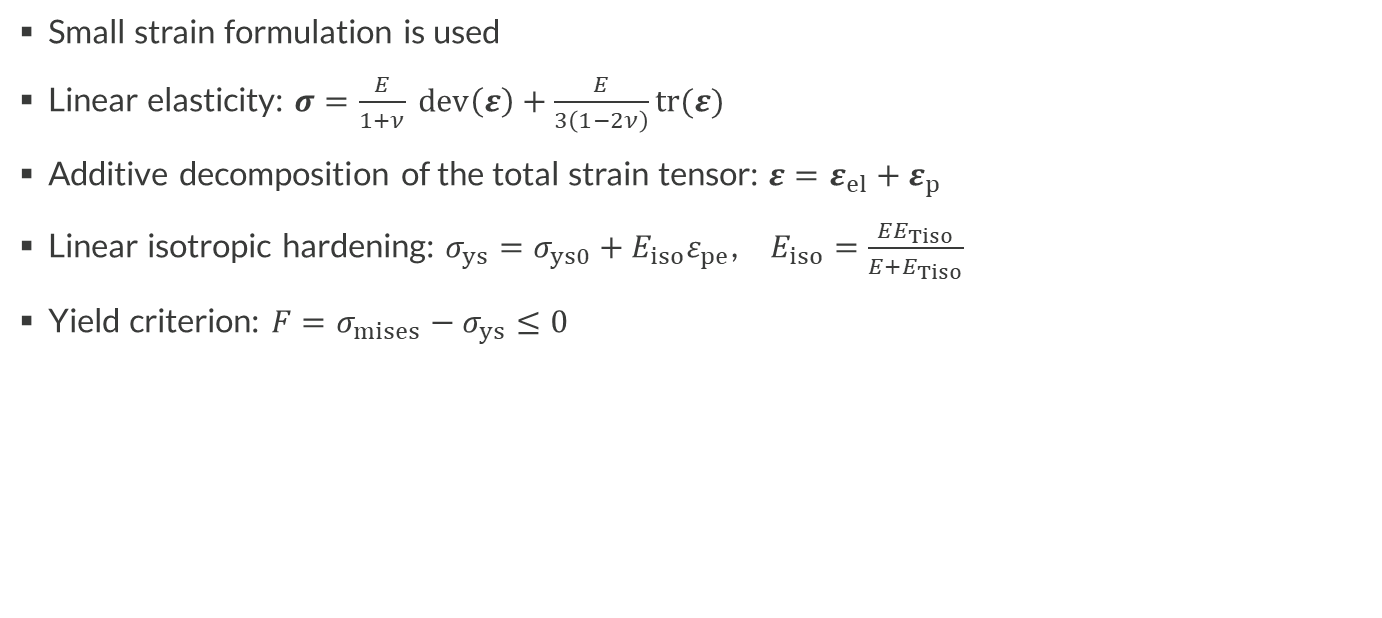 ▪ Small strain formulation is used
▪ Linear elasticity: 𝝈 = E/(1+ν) dev(𝜺) + E/(3(1−2ν)) tr(𝜺)
▪ Additive decomposition of the total strain tensor: 𝜺 = 𝜺_el + 𝜺_p
▪ Linear isotropic hardening: σ_ys = σ_ys0 + E_iso ε_pe, E_iso = EE_Tiso/(E+E_Tiso)
▪ Yield criterion: F = σ_mises − σ_ys ≤ 0